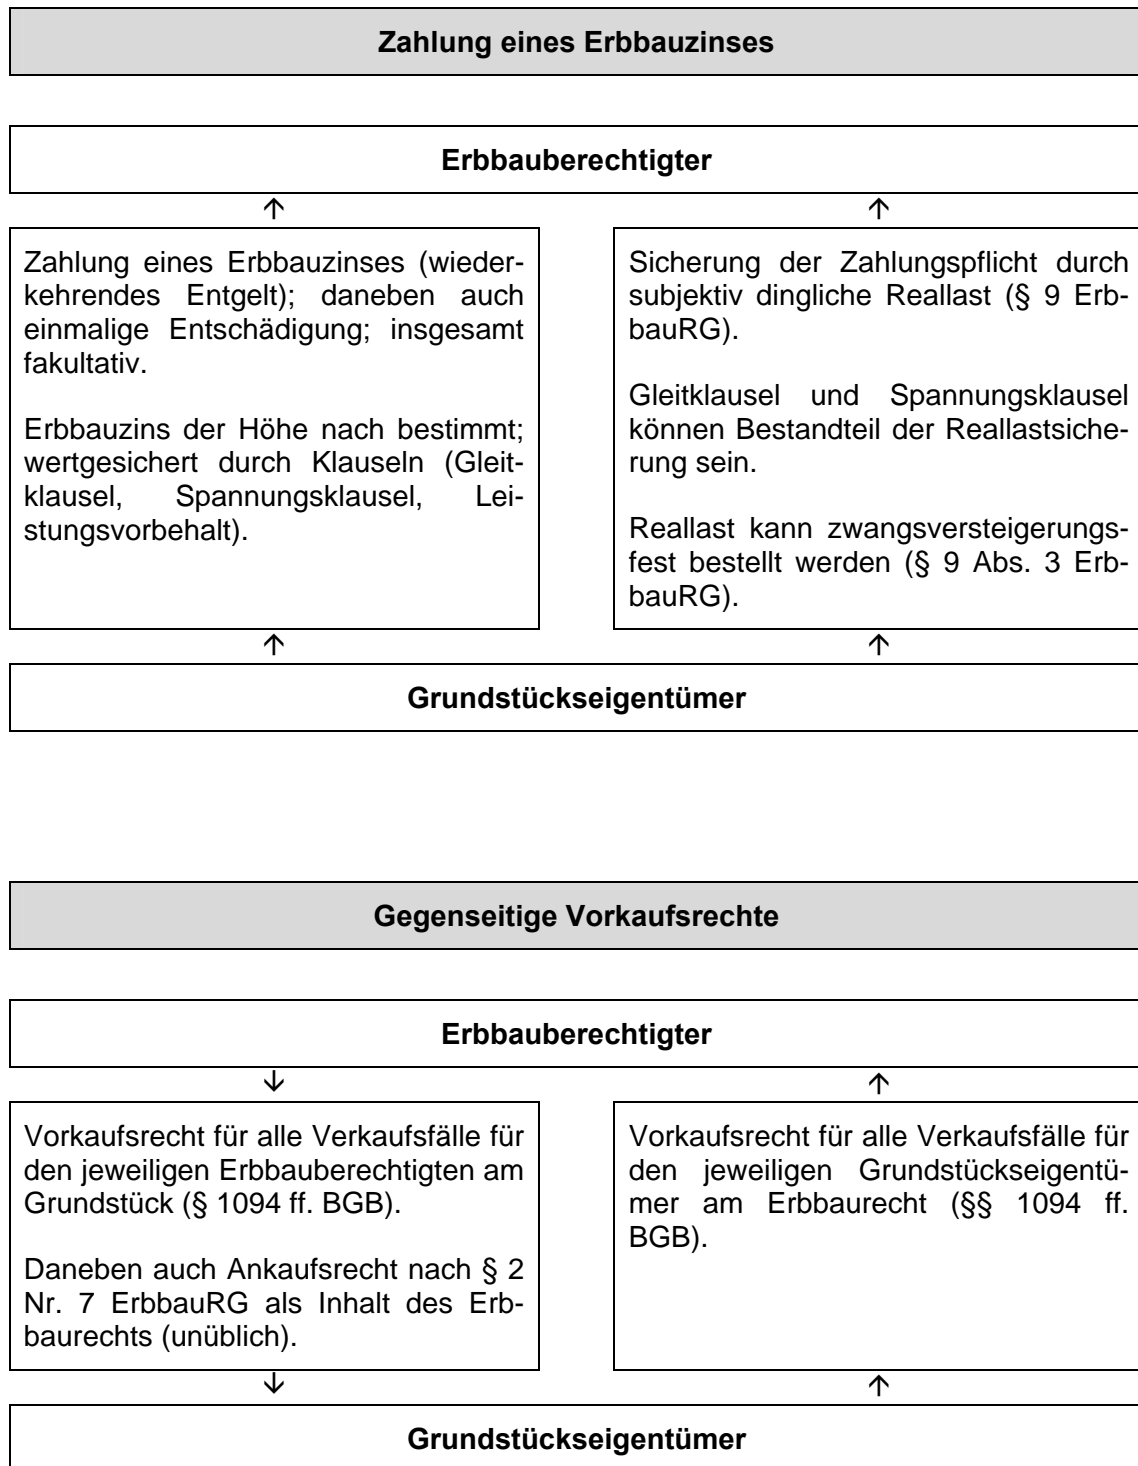 Zahlung eines Erbbauzinses
Erbbauberechtigter
↑ ↑
Zahlung eines Erbbauzinses (wieder-
kehrendes Entgelt); daneben auch
einmalige Entschädigung; insgesamt
fakultativ.
Erbbauzins der Höhe nach bestimmt;
wertgesichert durch Klauseln (Gleit-
klausel, Spannungsklausel, Lei-
stungsvorbehalt).
Sicherung der Zahlungspflicht durch
subjektiv dingliche Reallast (§ 9 Erb-
bauRG).
Gleitklausel und Spannungsklausel
können Bestandteil der Reallastsiche-
rung sein.
Reallast kann zwangsversteigerungs-
fest bestellt werden (§ 9 Abs. 3 Erb-
bauRG).
↑ ↑
Grundstückseigentümer
Gegenseitige Vorkaufsrechte
Erbbauberechtigter
↓ ↑
Vorkaufsrecht für alle Verkaufsfälle für
den jeweiligen Erbbauberechtigten am
Grundstück (§ 1094 ff. BGB).
Daneben auch Ankaufsrecht nach § 2
Nr. 7 ErbbauRG als Inhalt des Erb-
baurechts (unüblich).
Vorkaufsrecht für alle Verkaufsfälle für
den jeweiligen Grundstückseigentü-
mer am Erbbaurecht (§§ 1094 ff.
BGB).
↓ ↑
Grundstückseigentümer